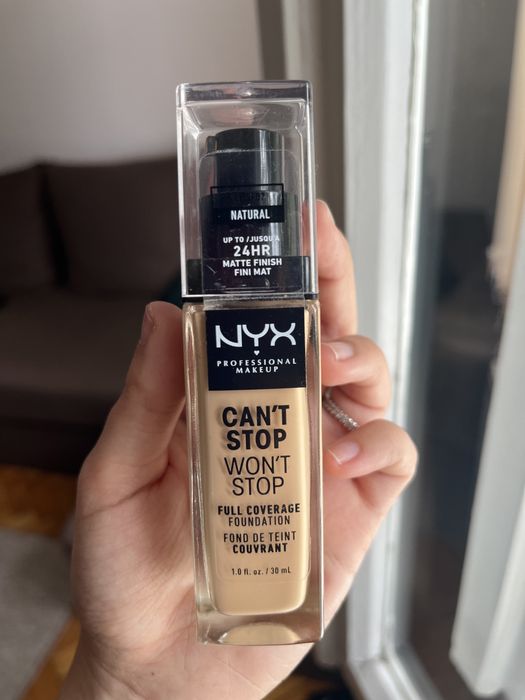 NATURAL
UP TO / JUSQU'À
24HR
MATTE FINISH
FINI MAT
NYX
PROFESSIONAL
MAKEUP
CAN'T
STOP
WON'T
STOP
FULL COVERAGE
FOUNDATION
FOND DE TEINT
COUVRANT
1.0 fl. oz. / 30 mL